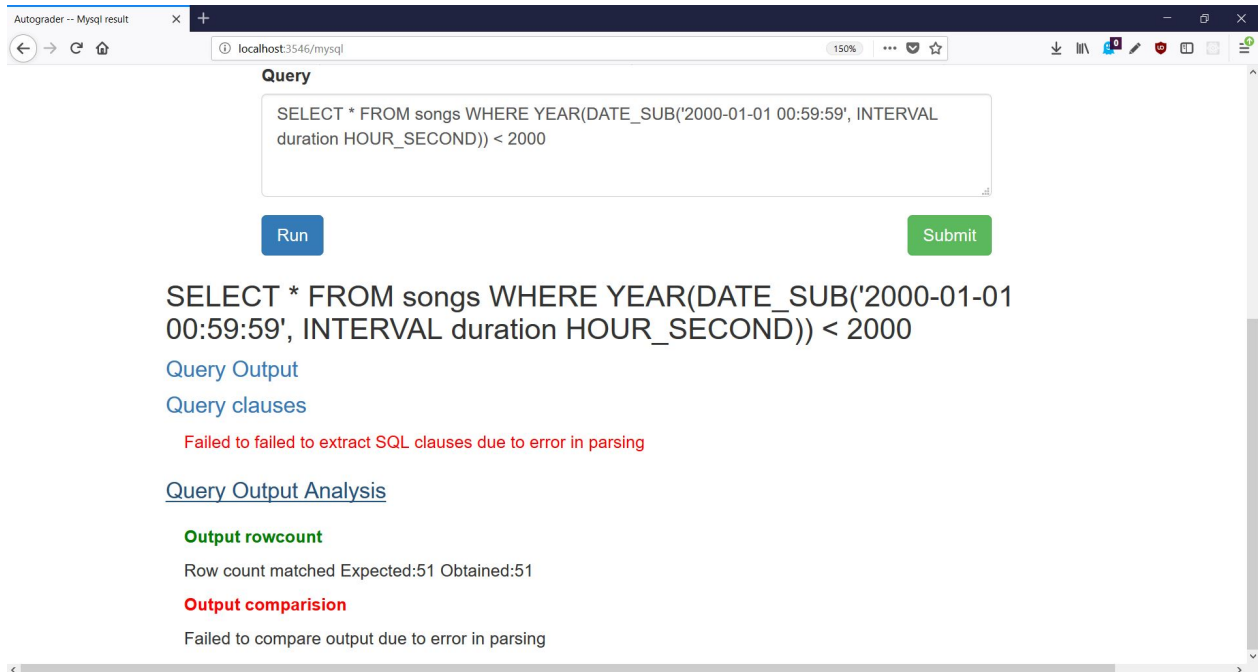 Autograder -- Mysql result
localhost:3546/mysql
150%
0
Query
SELECT * FROM songs WHERE YEAR(DATE_SUB('2000-01-01 00:59:59', INTERVAL
duration HOUR_SECOND)) < 2000
Run
Submit
SELECT * FROM songs WHERE YEAR(DATE_SUB('2000-01-01
00:59:59', INTERVAL duration HOUR_SECOND)) < 2000
Query Output
Query clauses
Failed to failed to extract SQL clauses due to error in parsing
Query Output Analysis
Output rowcount
Row count matched Expected:51 Obtained:51
Output comparision
Failed to compare output due to error in parsing